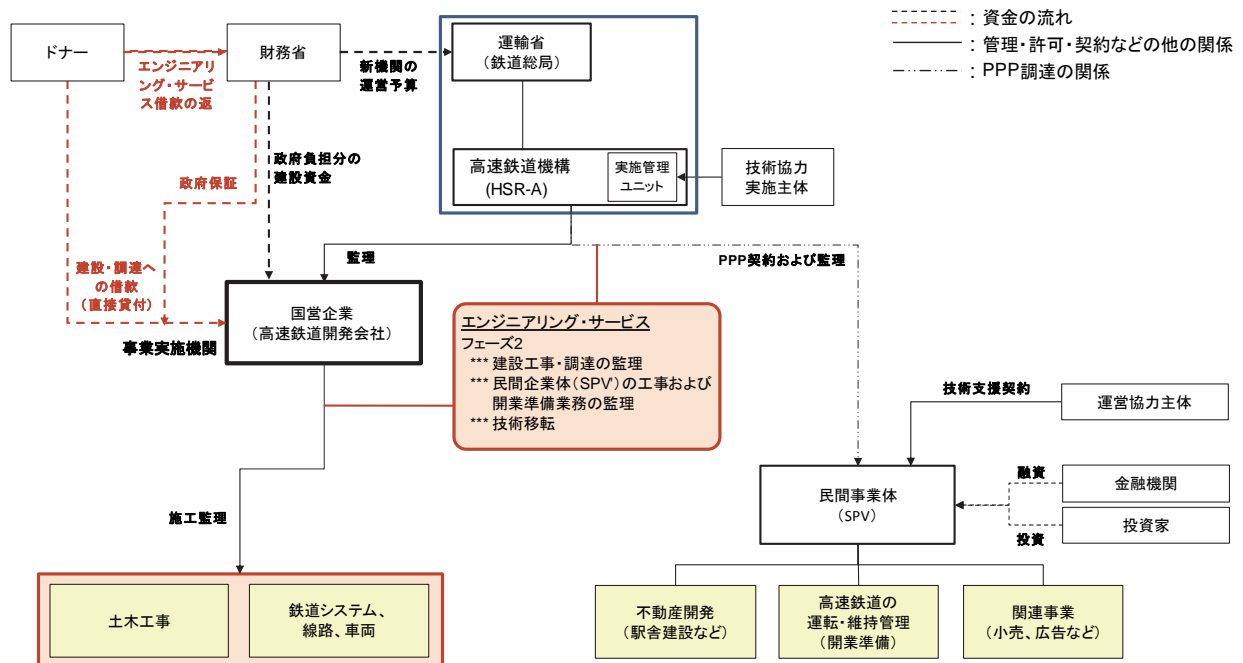 ドナー
財務省
運輸省
(鉄道総局)
: 資金の流れ
: 管理・許可・契約などの他の関係
: PPP調達の関係
エンジニアリ
ング・サービ
ス借款の返
新機関の
運営予算
高速鉄道機構
(HSR-A)
実施管理
ユニット
技術協力
実施主体
政府負担分の
建設資金
政府保証
監理
PPP契約および監理
建設・調達へ
の借款
(直接貸付)
国営企業
(高速鉄道開発会社)
事業実施機関
エンジニアリング・サービス
フェーズ2
*** 建設工事・調達の監理
*** 民間企業体(SPV')の工事および
開業準備業務の監理
*** 技術移転
技術支援契約
運営協力主体
民間事業体
(SPV)
融資
金融機関
投資家
投資
施工監理
土木工事
鉄道システム、
線路、車両
不動産開発
(駅舎建設など)
高速鉄道の
運転・維持管理
(開業準備)
関連事業
(小売、広告など)